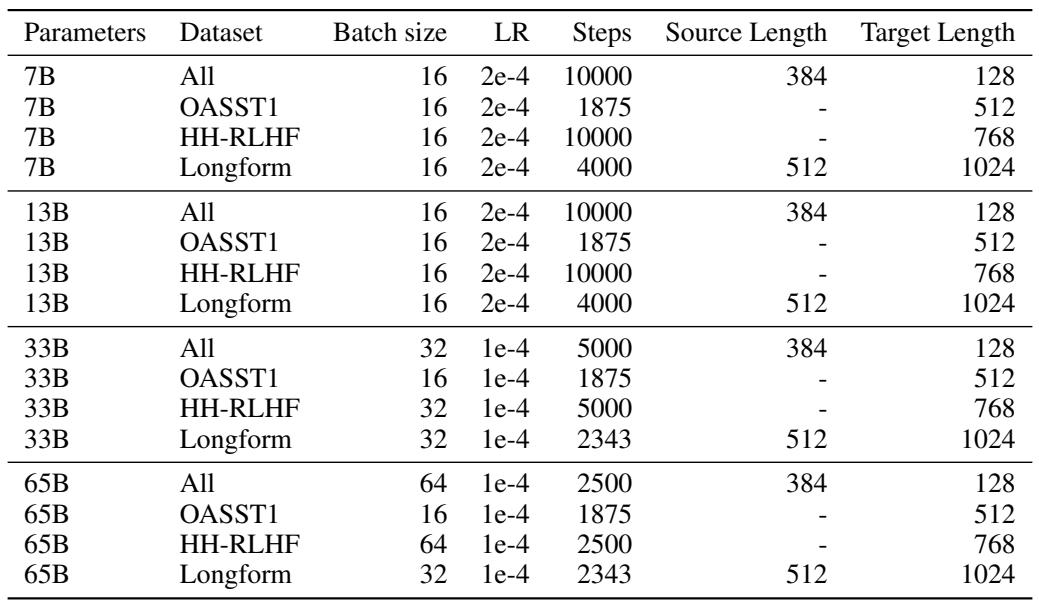 Parameters Dataset Batch size LR Steps Source Length Target Length
7B All 16 2e-4 10000 384 128
7B OASST1 16 2e-4 1875 - 512
7B HH-RLHF 16 2e-4 10000 - 768
7B Longform 16 2e-4 4000 512 1024
13B All 16 2e-4 10000 384 128
13B OASST1 16 2e-4 1875 - 512
13B HH-RLHF 16 2e-4 10000 - 768
13B Longform 16 2e-4 4000 512 1024
33B All 32 1e-4 5000 384 128
33B OASST1 16 1e-4 1875 - 512
33B HH-RLHF 32 1e-4 5000 - 768
33B Longform 32 1e-4 2343 512 1024
65B All 64 1e-4 2500 384 128
65B OASST1 16 1e-4 1875 - 512
65B HH-RLHF 64 1e-4 2500 - 768
65B Longform 32 1e-4 2343 512 1024